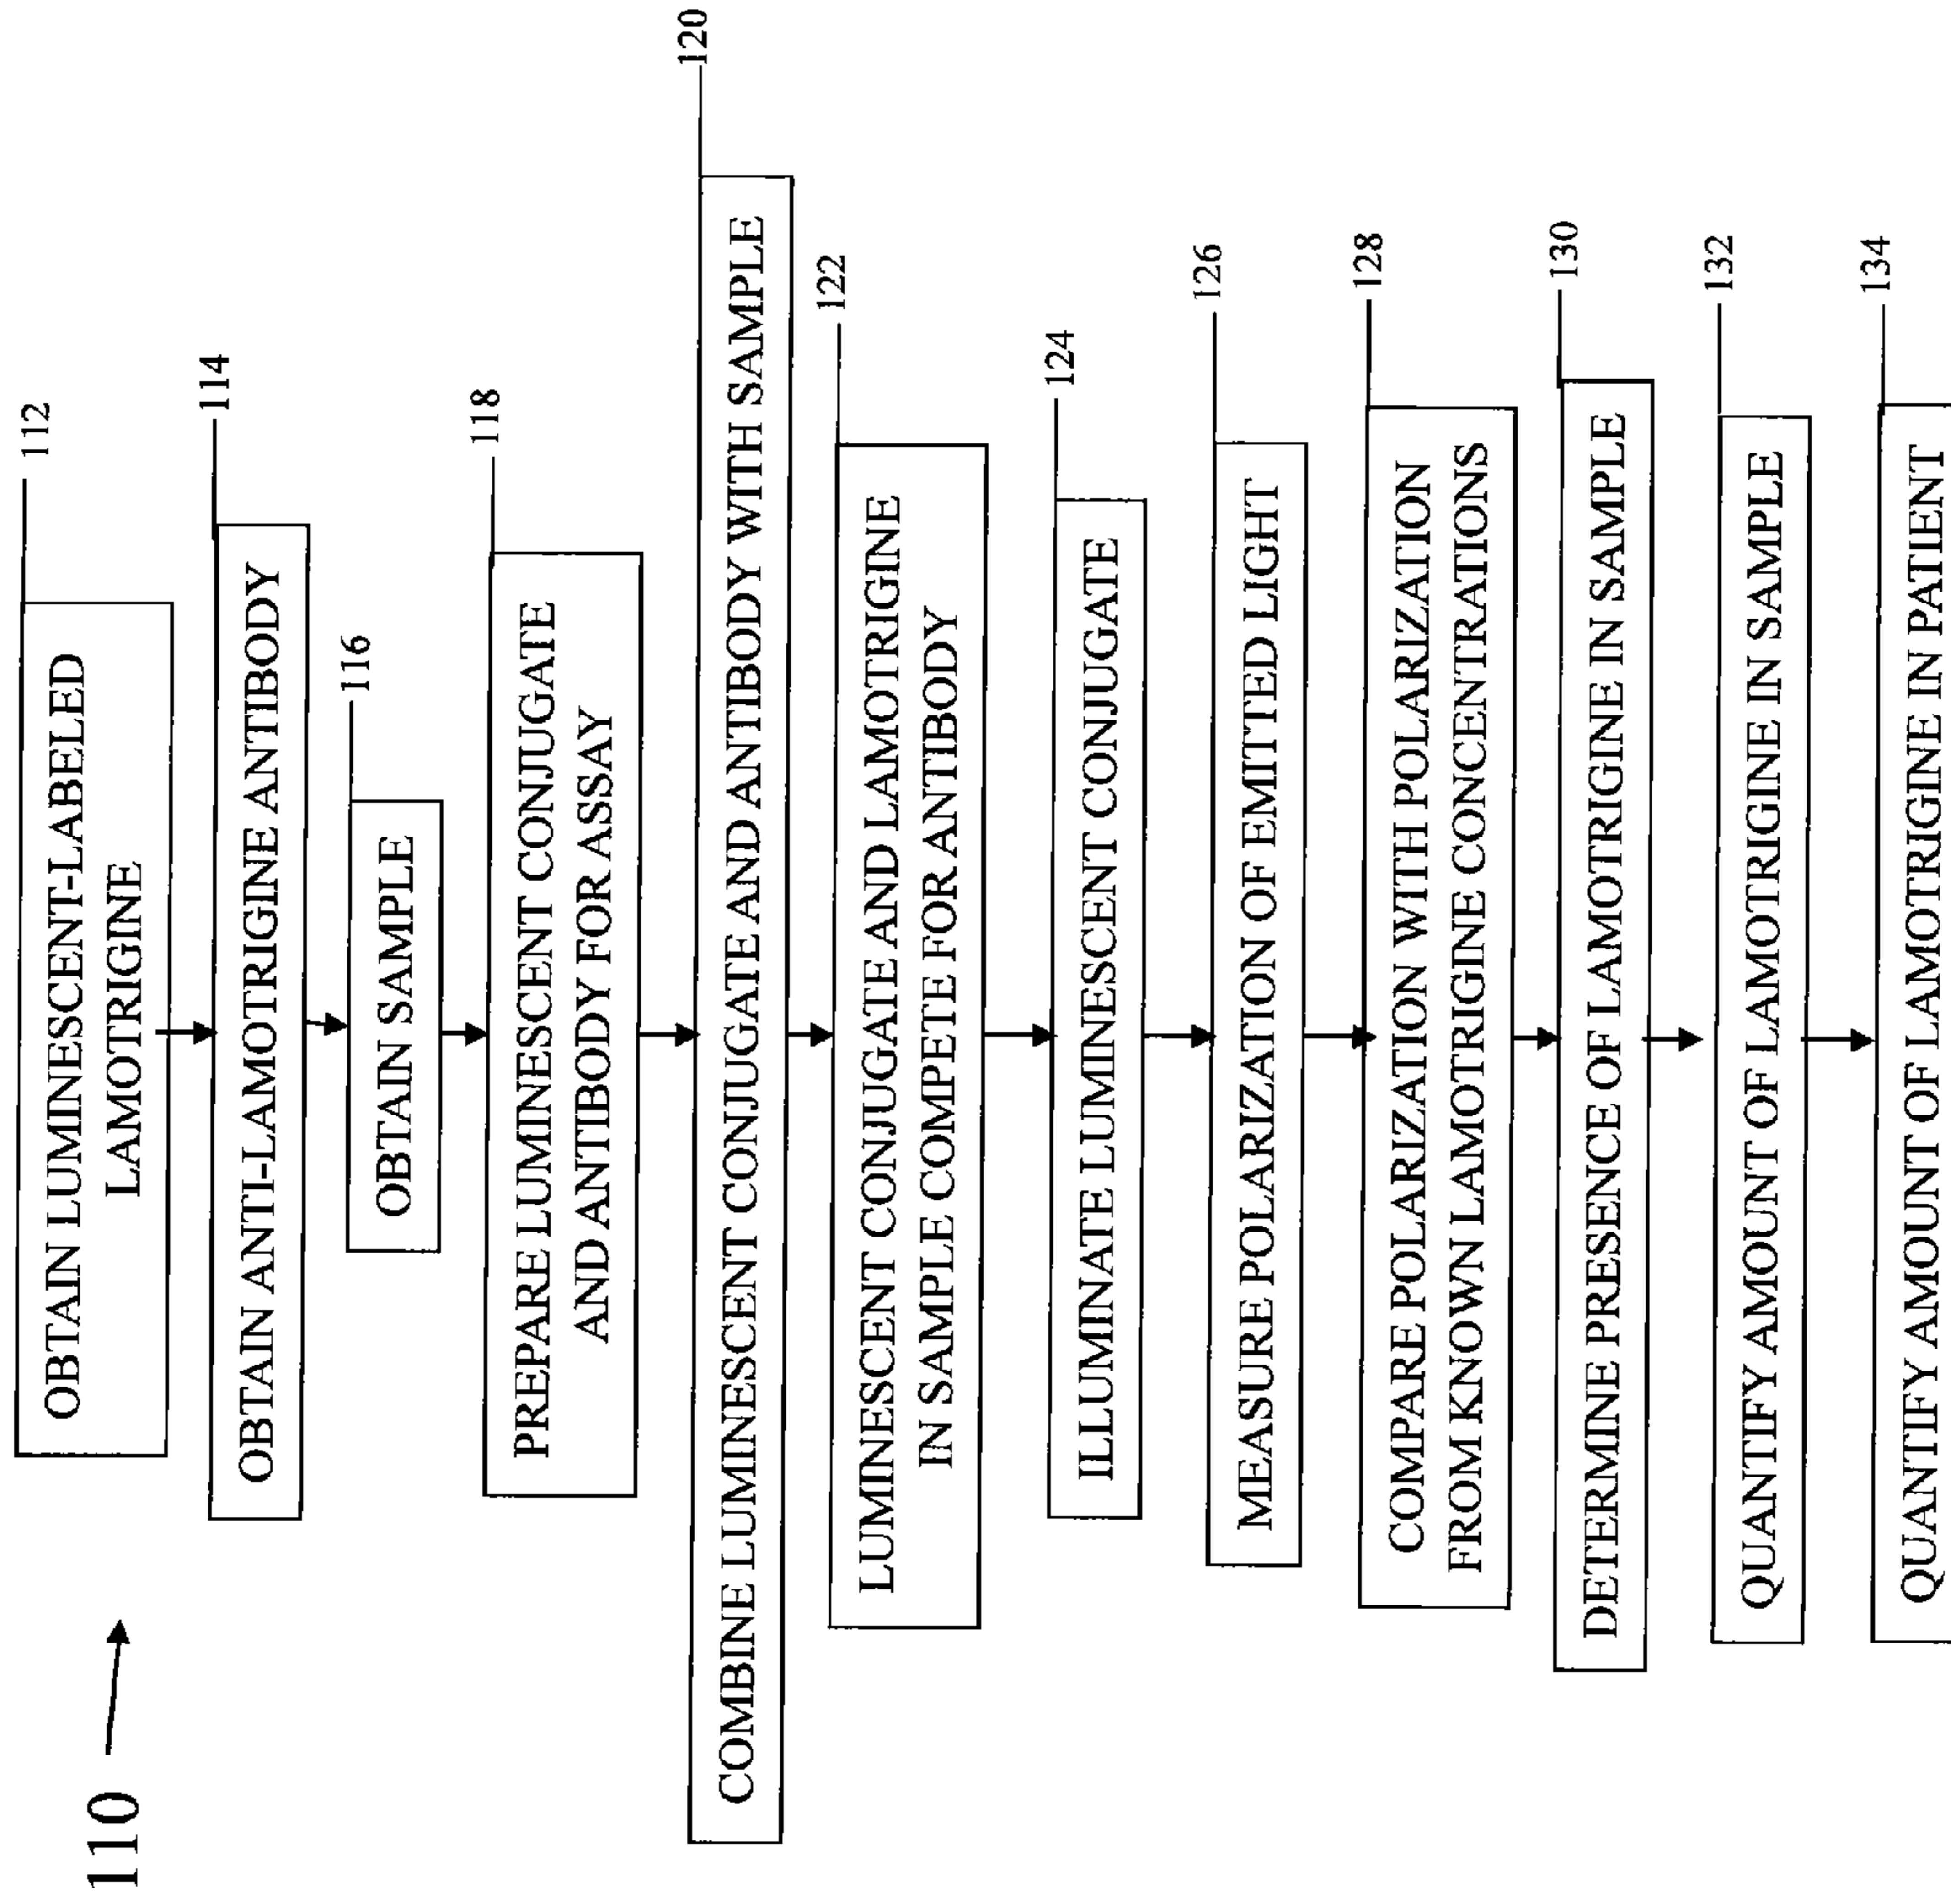 110
112
OBTAIN LUMINESCENT-LABELED
LAMOTRIGINE
114
OBTAIN ANTI-LAMOTRIGINE ANTIBODY
116
OBTAIN SAMPLE
118
PREPARE LUMINESCENT CONJUGATE
AND ANTIBODY FOR ASSAY
120
COMBINE LUMINESCENT CONJUGATE AND ANTIBODY WITH SAMPLE
122
LUMINESCENT CONJUGATE AND LAMOTRIGINE
IN SAMPLE COMPETE FOR ANTIBODY
124
ILLUMINATE LUMINESCENT CONJUGATE
126
MEASURE POLARIZATION OF EMITTED LIGHT
128
COMPARE POLARIZATION WITH POLARIZATION
FROM KNOWN LAMOTRIGNE CONCENTRATIONS
130
DETERMINE PRESENCE OF LAMOTRIGINE IN SAMPLE
132
QUANTIFY AMOUNT OF LAMOTRIGINE IN SAMPLE
134
QUANTIFY AMOUNT OF LAMOTRIGINE IN PATIENT